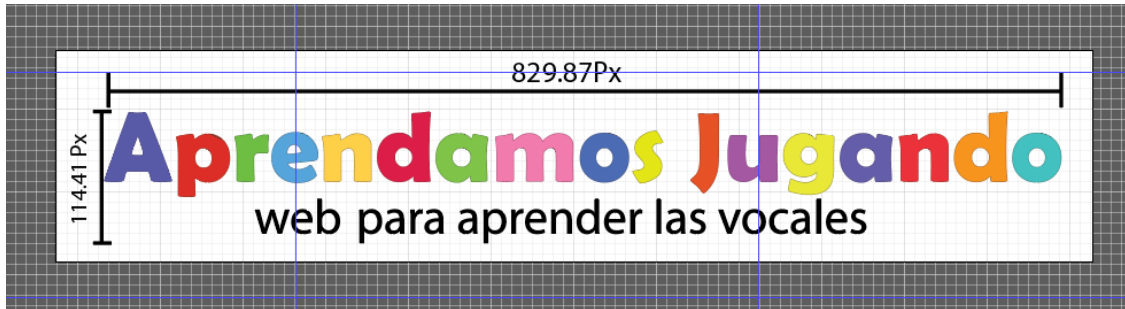 829.87Px
114.41 Px
Aprendamos Jugando
web para aprender las vocales